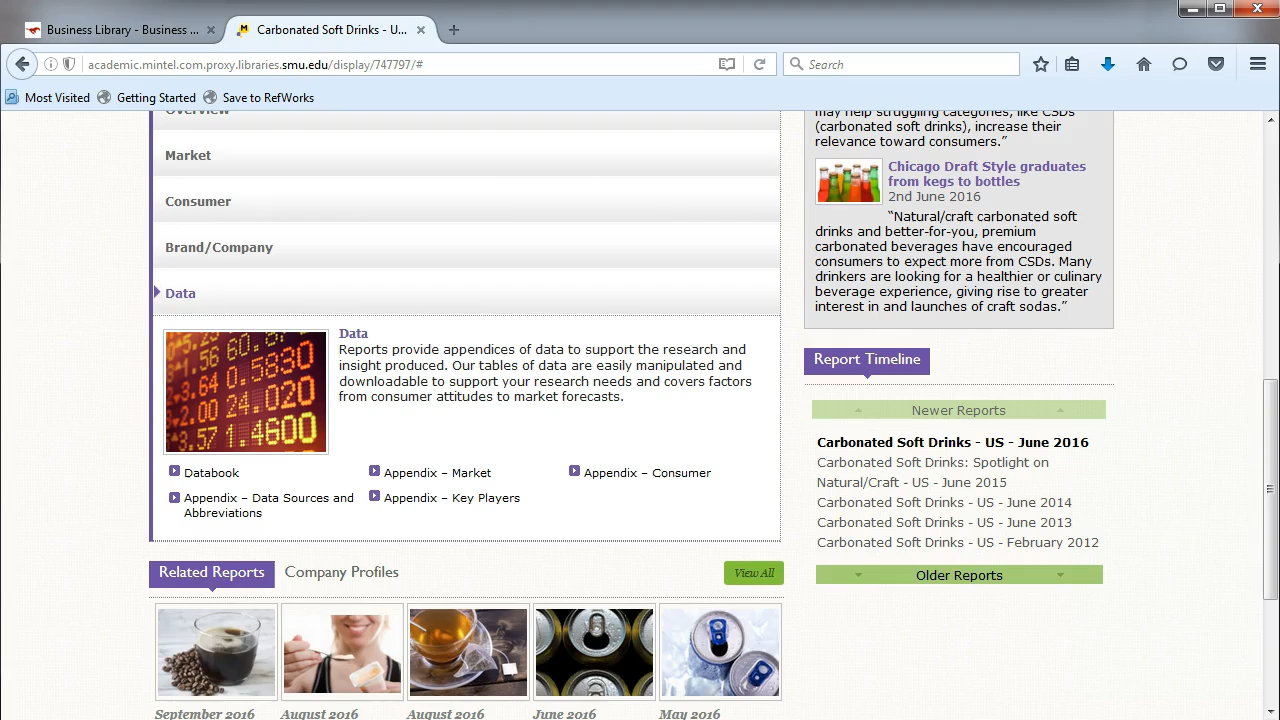 Business Library - Business ...
Carbonated Soft Drinks - U...
academic.mintel.com.proxy.libraries.smu.edu/display/747797/#
Search
Most Visited
Getting Started
Save to RefWorks
Overview
Market
Consumer
Brand/Company
Data
Data
Reports provide appendices of data to support the research and
insight produced. Our tables of data are easily manipulated and
downloadable to support your research needs and covers factors
from consumer attitudes to market forecasts.
0.5830
24.020
1.4600
Databook
Appendix – Market
Appendix – Consumer
Appendix – Data Sources and
Abbreviations
Appendix – Key Players
Related Reports
Company Profiles
View All
September 2016
August 2016
August 2016
June 2016
May 2016
may help struggling categories, like CSDs
(carbonated soft drinks), increase their
relevance toward consumers.”
Chicago Draft Style graduates
from kegs to bottles
2nd June 2016
“Natural/craft carbonated soft
drinks and better-for-you, premium
carbonated beverages have encouraged
consumers to expect more from CSDs. Many
drinkers are looking for a healthier or culinary
beverage experience, giving rise to greater
interest in and launches of craft sodas.”
Report Timeline
Newer Reports
Carbonated Soft Drinks - US - June 2016
Carbonated Soft Drinks: Spotlight on
Natural/Craft - US - June 2015
Carbonated Soft Drinks - US - June 2014
Carbonated Soft Drinks - US - June 2013
Carbonated Soft Drinks - US - February 2012
Older Reports